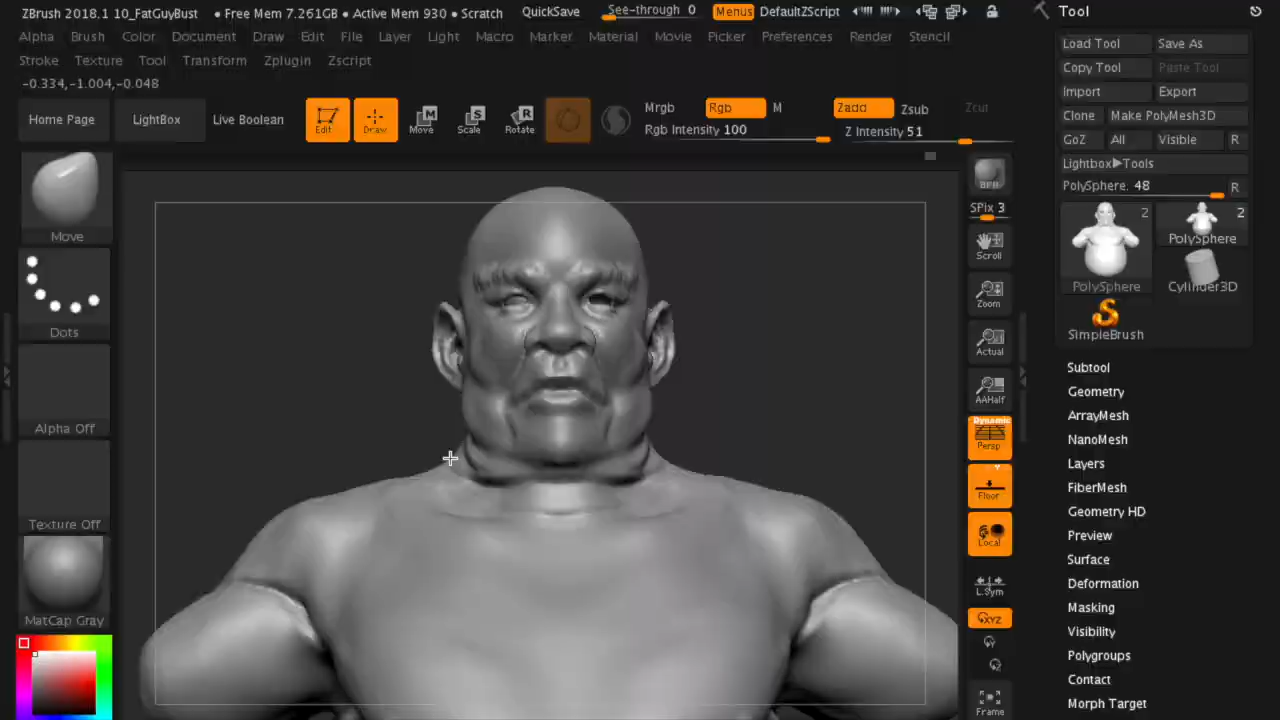 ZBrush 2018.1 10_FatGuyBust • Free Mem 7.261GB • Active Mem 930 • Scratch QuickSave See-through 0 Menus DefaultZScript
Alpha Brush Color Document Draw Edit File Layer Light Macro Marker Material Movie Picker Preferences Render Stencil
Stroke Texture Tool Transform Zplugin Zscript
-0.334,-1.004,-0.048
Home Page LightBox Live Boolean Edit Draw Move Scale Rotate
Mrgb Rgb M Zadd Zsub Zcut
Rgb Intensity 100 Z Intensity 51
Move
Dots
Alpha Off
Texture Off
MatCap Gray
BPR
SPix 3
Scroll
Zoom
Actual
AAHalf
Dynamic
Persp
Floor
Local
L.Sym
XYZ
Frame
Tool
Load Tool Save As
Copy Tool Paste Tool
Import Export
Clone Make PolyMesh3D
GoZ All Visible R
Lightbox▶Tools
PolySphere. 48 R
2 2
PolySphere
PolySphere Cylinder3D
SimpleBrush
Subtool
Geometry
ArrayMesh
NanoMesh
Layers
FiberMesh
Geometry HD
Preview
Surface
Deformation
Masking
Visibility
Polygroups
Contact
Morph Target